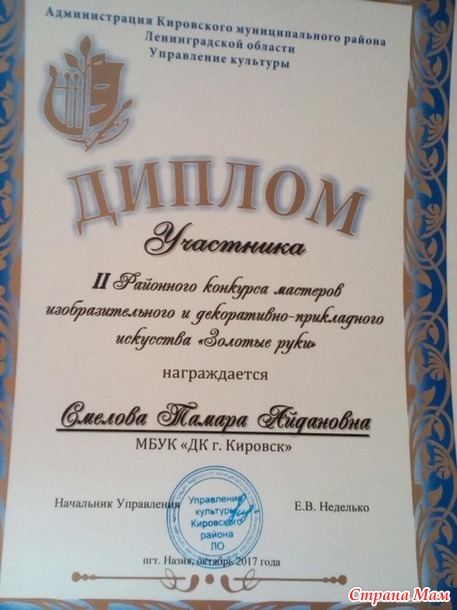 Администрация Кировского муниципального района
Ленинградской области
Управление культуры
ДИПЛОМ
Участника
II Районного конкурса мастеров
изобразительного и декоративно-прикладного
искусства «Золотые руки»
награждается
Смелова Тамара Айдановна
МБУК «ДК г. Кировск»
Начальник Управления Е.В. Неделько
Управление
культуры
Кировского
района
ЛО
пгт. Назия, октябрь 2017 года
Страна Мам